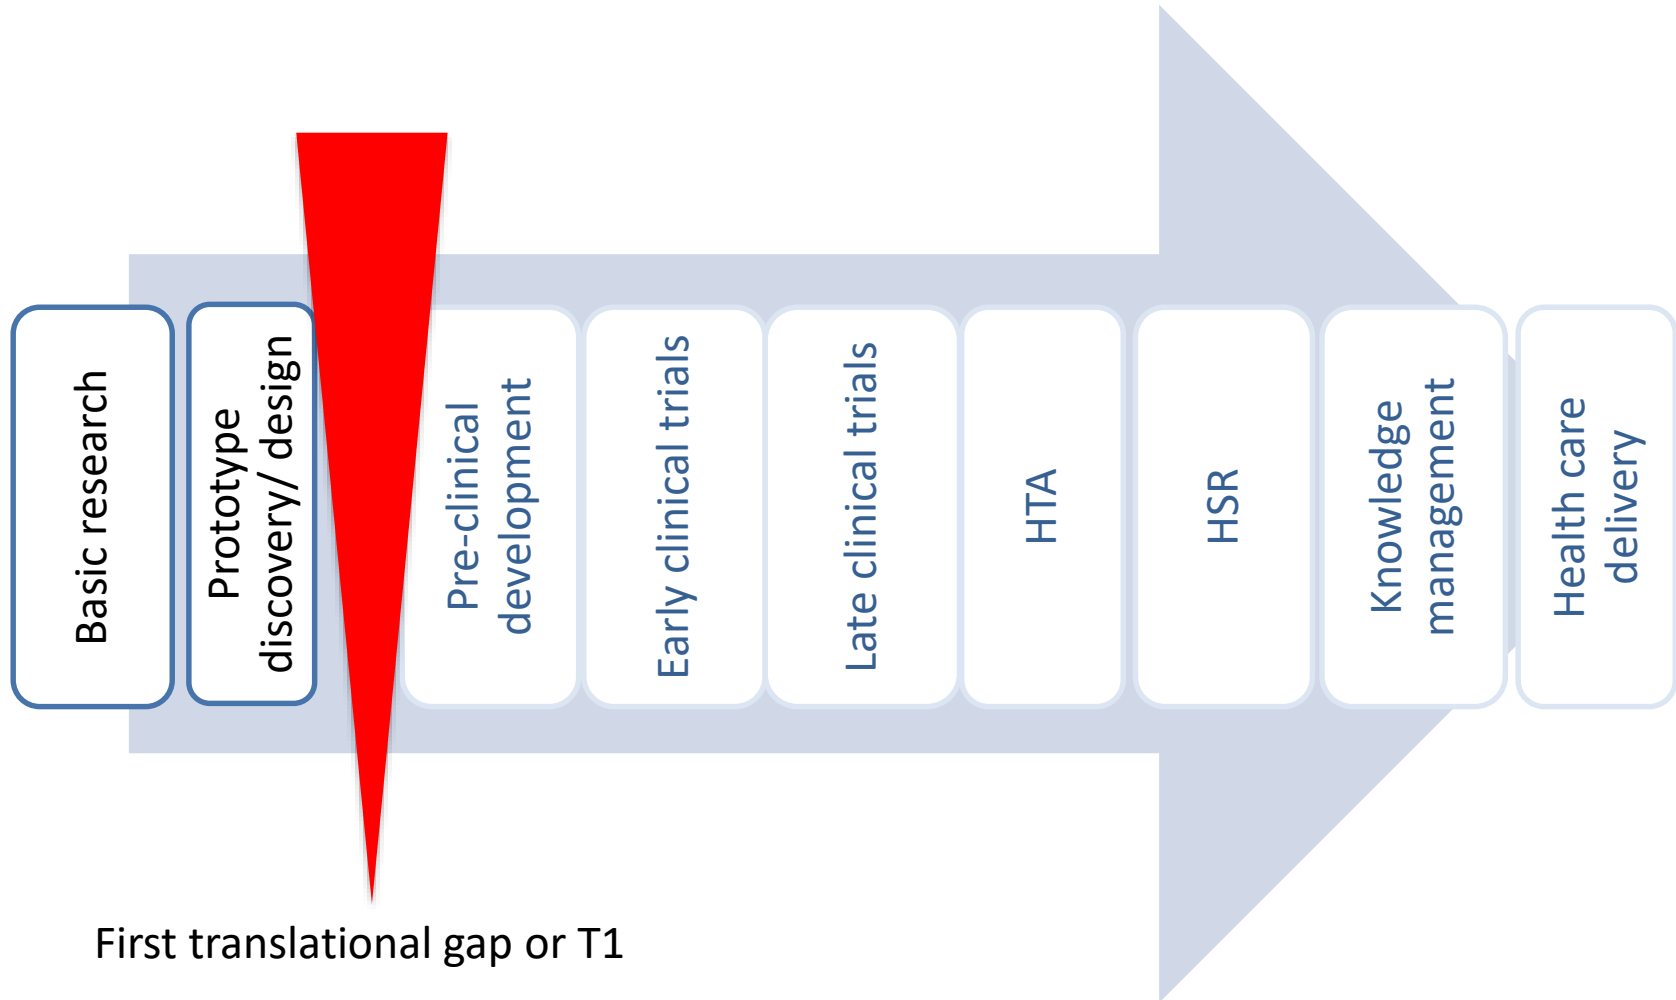 Basic research
Prototype
discovery/ design
Pre-clinical
development
Early clinical trials
Late clinical trials
HTA
HSR
Knowledge
management
Health care
delivery
First translational gap or T1